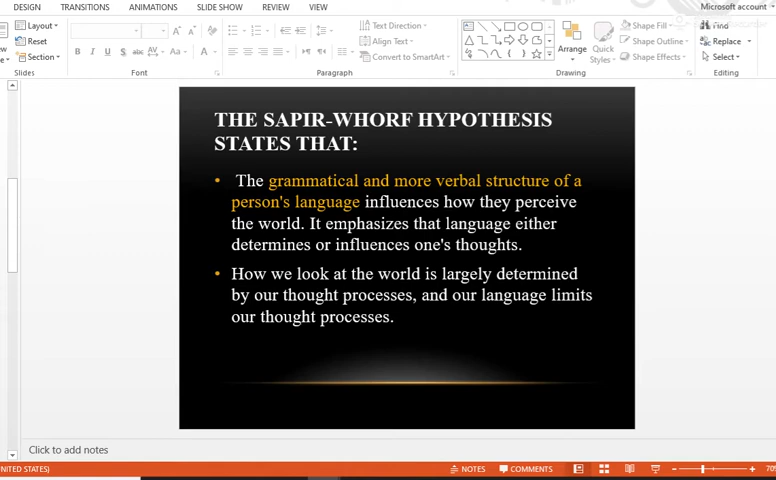 DESIGN TRANSITIONS ANIMATIONS SLIDE SHOW REVIEW VIEW Microsoft account
Layout Text Direction Shape Fill Find
Reset Align Text Shape Outline Replace
Section Convert to SmartArt Arrange Quick Styles Shape Effects Select
B I U S abc AV Aa A
Slides Font Paragraph Drawing Editing
THE SAPIR-WHORF HYPOTHESIS
STATES THAT:
• The grammatical and more verbal structure of a
person's language influences how they perceive
the world. It emphasizes that language either
determines or influences one's thoughts.
• How we look at the world is largely determined
by our thought processes, and our language limits
our thought processes.
Click to add notes
NOTES COMMENTS